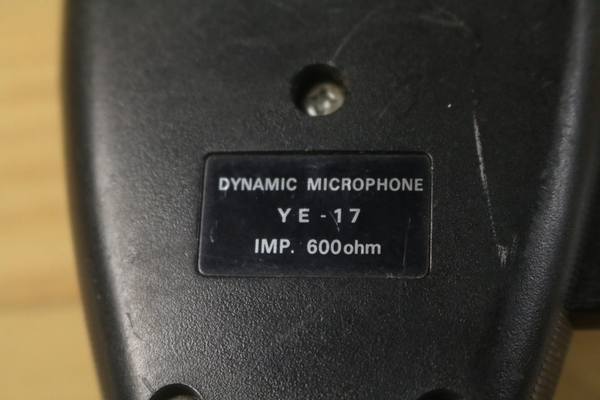 DYNAMIC MICROPHONE
YE-17
IMP. 600ohm